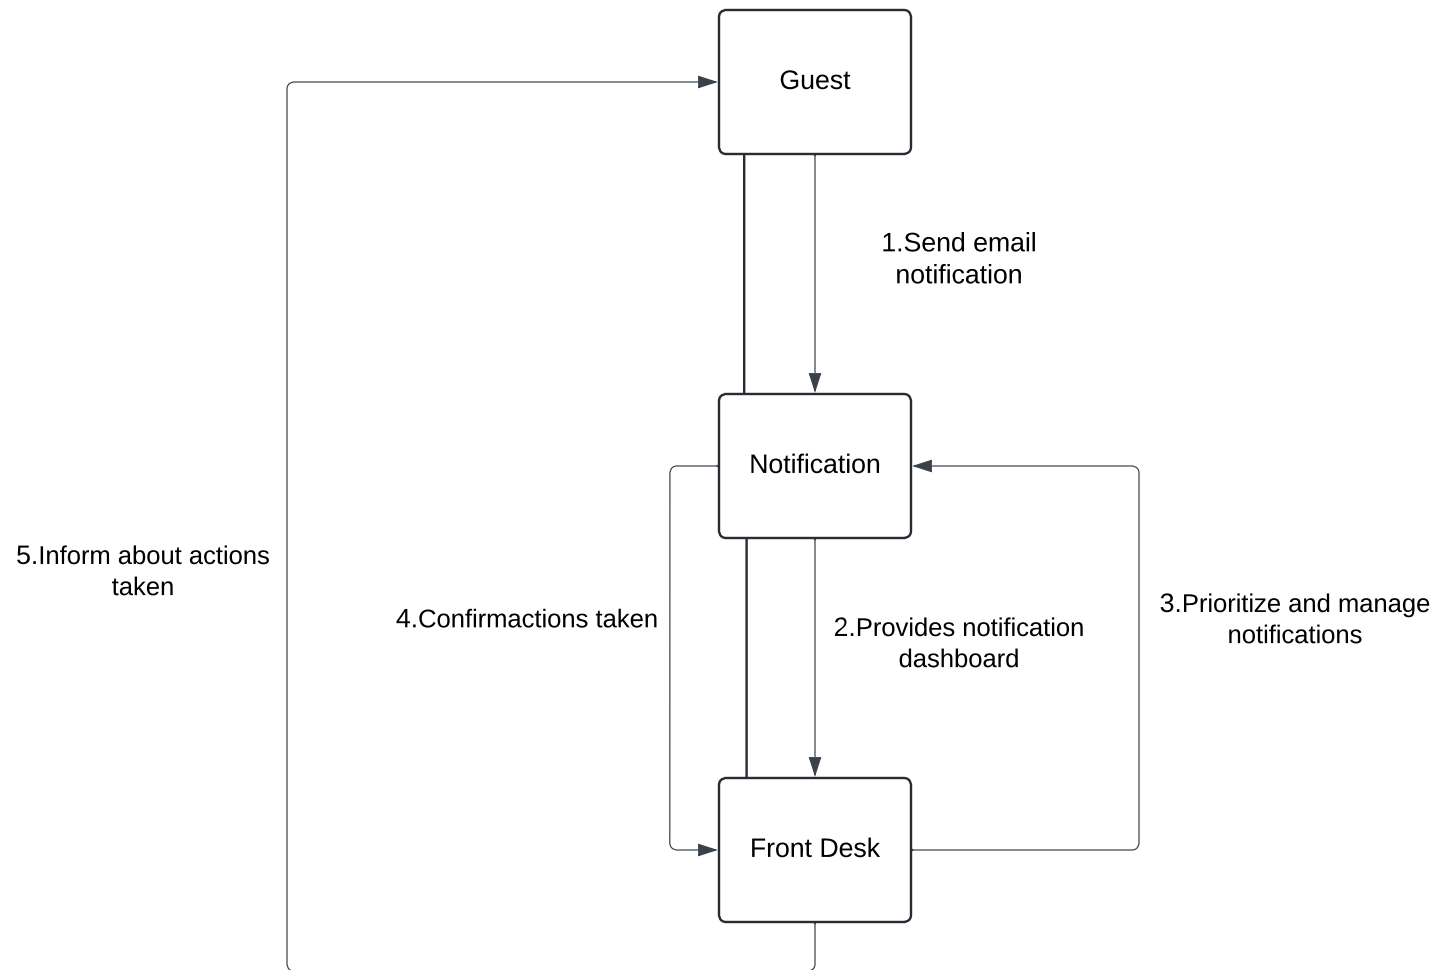 Guest
1.Send email
notification
Notification
5.Inform about actions
taken
4.Confirmactions taken
2.Provides notification
dashboard
3.Prioritize and manage
notifications
Front Desk